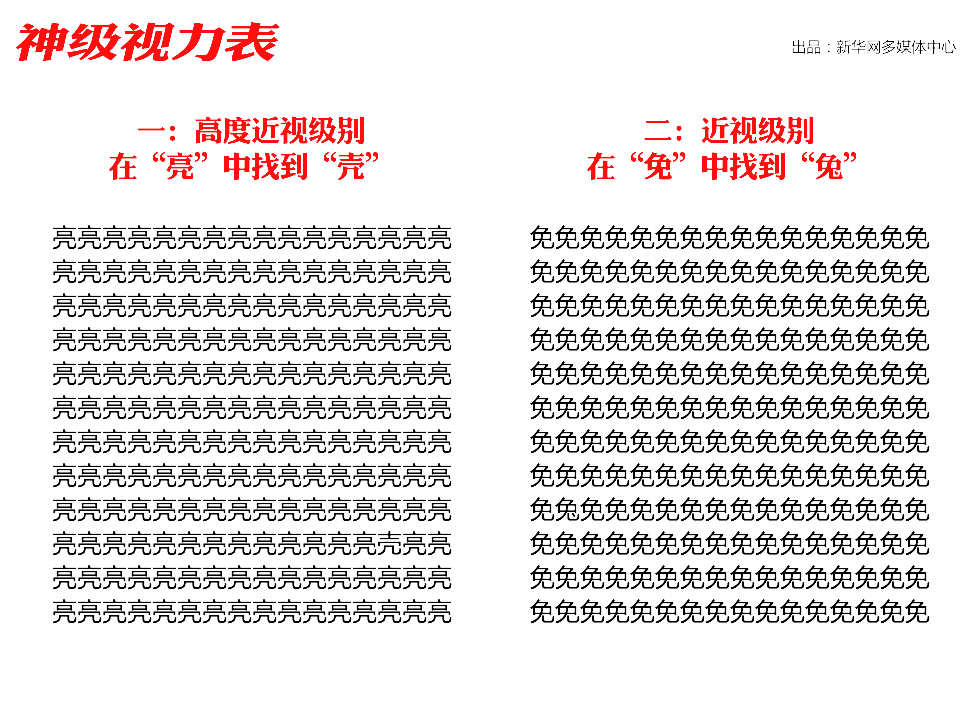 神级视力表
出品：新华网多媒体中心
一：高度近视级别
在“亮”中找到“壳”
亮亮亮亮亮亮亮亮亮亮亮亮亮亮亮亮
亮亮亮亮亮亮亮亮亮亮亮亮亮亮亮亮
亮亮亮亮亮亮亮亮亮亮亮亮亮亮亮亮
亮亮亮亮亮亮亮亮亮亮亮亮亮亮亮亮
亮亮亮亮亮亮亮亮亮亮亮亮亮亮亮亮
亮亮亮亮亮亮亮亮亮亮亮亮亮亮亮亮
亮亮亮亮亮亮亮亮亮亮亮亮亮亮亮亮
亮亮亮亮亮亮亮亮亮亮亮亮亮亮亮亮
亮亮亮亮亮亮亮亮亮亮亮亮亮亮亮亮
亮亮亮亮亮亮亮亮亮亮亮亮亮壳亮亮
亮亮亮亮亮亮亮亮亮亮亮亮亮亮亮亮
亮亮亮亮亮亮亮亮亮亮亮亮亮亮亮亮
二：近视级别
在“免”中找到“兔”
免免免免免免免免免免免免免免免免
免免免免免免免免免免免免免免免免
免免免免免免免免免免免免免免免免
免免免免免免免免免免免免免免免免
免免免免免免免免免免免免免免免免
免免免免免免免免免免免免免免免免
免免免免免免免免免免免免免免免免
免免免免免免免免免免免免免免免免
免兔免免免免免免免免免免免免免免
免免免免免免免免免免免免免免免免
免免免免免免免免免免免免免免免免
免免免免免免免免免免免免免免免免